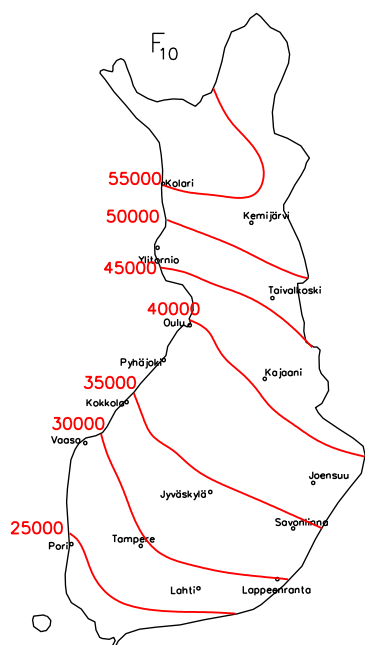 F10
55000
Kolari
50000
Kemijärvi
Ylitornio
45000
Taivalkoski
40000
Oulu
Pyhäjoki
Kajaani
35000
Kokkola
30000
Vaasa
Joensuu
Jyväskylä
25000
Savonlinna
Pori
Tampere
Lahti
Lappeenranta